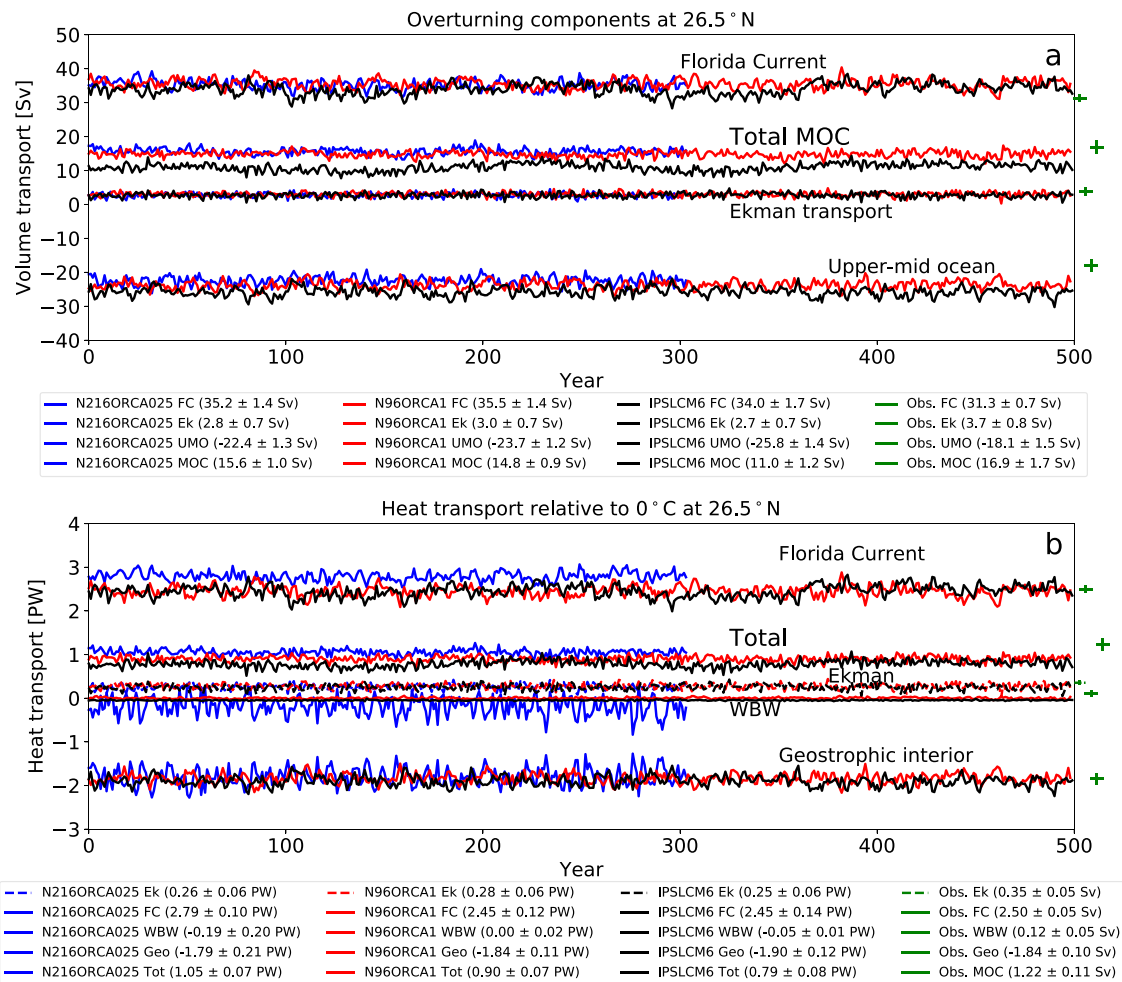 Overturning components at 26.5°N
a
Florida Current
Total MOC
Ekman transport
Upper-mid ocean
Volume transport [Sv]
50
40
30
20
10
0
−10
−20
−30
−40
0 100 200 300 400 500
Year
N216ORCA025 FC (35.2 ± 1.4 Sv) N96ORCA1 FC (35.5 ± 1.4 Sv) IPSLCM6 FC (34.0 ± 1.7 Sv) Obs. FC (31.3 ± 0.7 Sv)
N216ORCA025 Ek (2.8 ± 0.7 Sv) N96ORCA1 Ek (3.0 ± 0.7 Sv) IPSLCM6 Ek (2.7 ± 0.7 Sv) Obs. Ek (3.7 ± 0.8 Sv)
N216ORCA025 UMO (-22.4 ± 1.3 Sv) N96ORCA1 UMO (-23.7 ± 1.2 Sv) IPSLCM6 UMO (-25.8 ± 1.4 Sv) Obs. UMO (-18.1 ± 1.5 Sv)
N216ORCA025 MOC (15.6 ± 1.0 Sv) N96ORCA1 MOC (14.8 ± 0.9 Sv) IPSLCM6 MOC (11.0 ± 1.2 Sv) Obs. MOC (16.9 ± 1.7 Sv)
Heat transport relative to 0°C at 26.5°N
b
Florida Current
Total
Ekman
WBW
Geostrophic interior
Heat transport [PW]
4
3
2
1
0
−1
−2
−3
0 100 200 300 400 500
Year
N216ORCA025 Ek (0.26 ± 0.06 PW) N96ORCA1 Ek (0.28 ± 0.06 PW) IPSLCM6 Ek (0.25 ± 0.06 PW) Obs. Ek (0.35 ± 0.05 Sv)
N216ORCA025 FC (2.79 ± 0.10 PW) N96ORCA1 FC (2.45 ± 0.12 PW) IPSLCM6 FC (2.45 ± 0.14 PW) Obs. FC (2.50 ± 0.05 Sv)
N216ORCA025 WBW (-0.19 ± 0.20 PW) N96ORCA1 WBW (0.00 ± 0.02 PW) IPSLCM6 WBW (-0.05 ± 0.01 PW) Obs. WBW (0.12 ± 0.05 Sv)
N216ORCA025 Geo (-1.79 ± 0.21 PW) N96ORCA1 Geo (-1.84 ± 0.11 PW) IPSLCM6 Geo (-1.90 ± 0.12 PW) Obs. Geo (-1.84 ± 0.10 Sv)
N216ORCA025 Tot (1.05 ± 0.07 PW) N96ORCA1 Tot (0.90 ± 0.07 PW) IPSLCM6 Tot (0.79 ± 0.08 PW) Obs. MOC (1.22 ± 0.11 Sv)